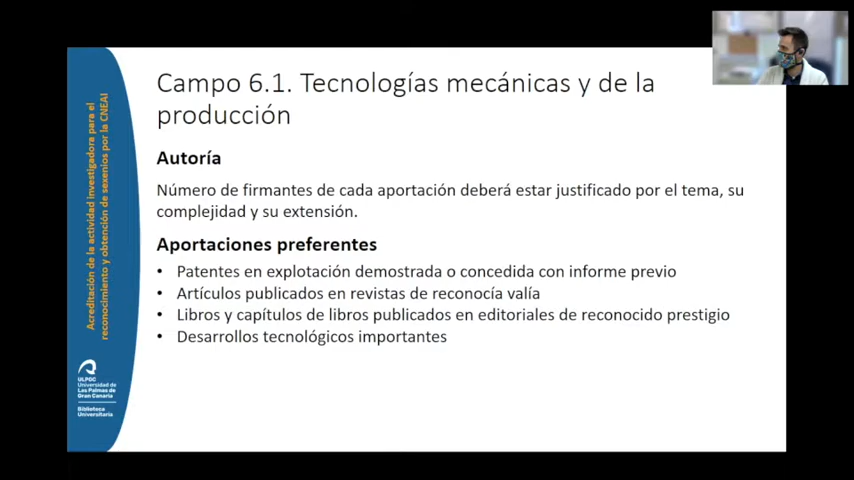 Campo 6.1. Tecnologías mecánicas y de la
producción
Autoría
Número de firmantes de cada aportación deberá estar justificado por el tema, su
complejidad y su extensión.
Aportaciones preferentes
• Patentes en explotación demostrada o concedida con informe previo
• Artículos publicados en revistas de reconocía valía
• Libros y capítulos de libros publicados en editoriales de reconocido prestigio
• Desarrollos tecnológicos importantes
Acreditación de la actividad investigadora para el
reconocimiento y obtención de sexenios por la CNEAI
ULPGC
Universidad de
Las Palmas de
Gran Canaria
Biblioteca
Universitaria